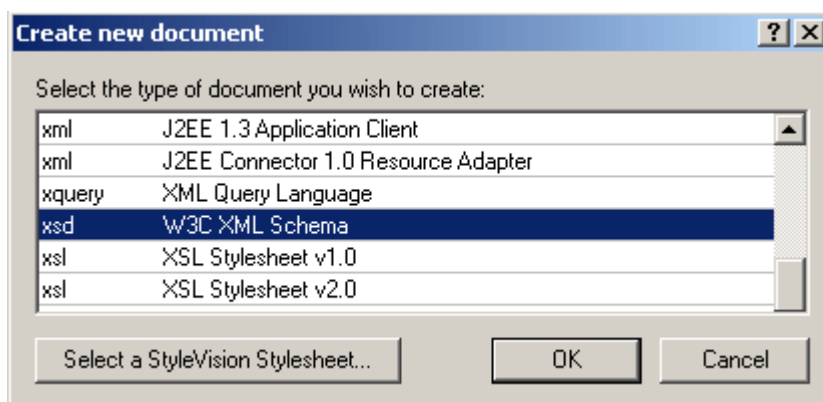 Create new document
Select the type of document you wish to create:
xml J2EE 1.3 Application Client
xml J2EE Connector 1.0 Resource Adapter
xquery XML Query Language
xsd W3C XML Schema
xsl XSL Stylesheet v1.0
xsl XSL Stylesheet v2.0
Select a StyleVision Stylesheet... OK Cancel